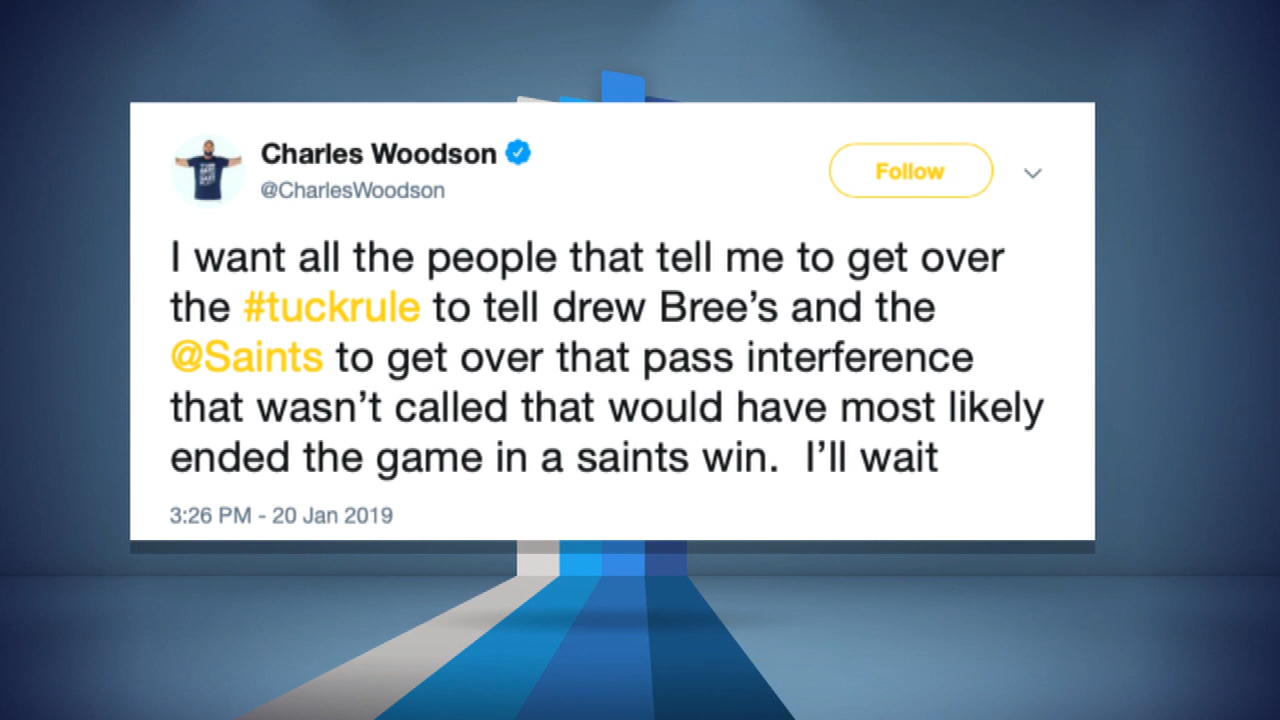 Charles Woodson
@CharlesWoodson
Follow
I want all the people that tell me to get over
the #tuckrule to tell drew Bree’s and the
@Saints to get over that pass interference
that wasn’t called that would have most likely
ended the game in a saints win.  I’ll wait
3:26 PM - 20 Jan 2019